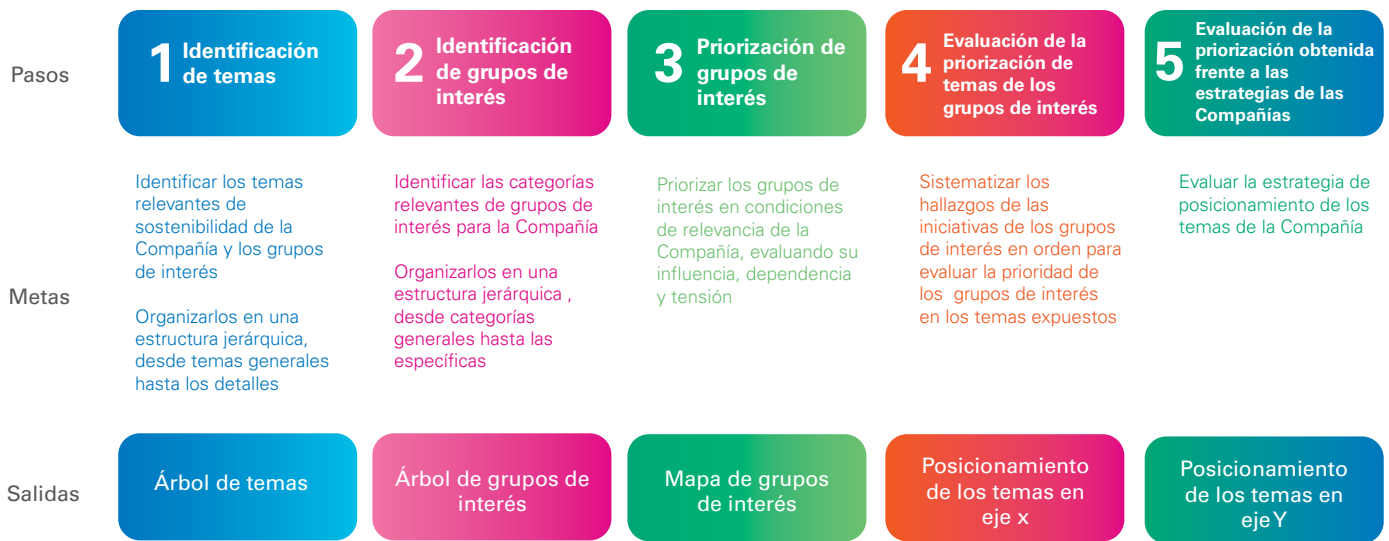 Pasos
1 Identificación
de temas
2 Identificación
de grupos de
interés
3 Priorización de
grupos de
interés
4 Evaluación de la
priorización de
temas de los
grupos de interés
5 Evaluación de la
priorización obtenida
frente a las
estrategias de las
Compañías
Metas
Identificar los temas
relevantes de
sostenibilidad de la
Compañía y los grupos
de interés
Organizarlos en una
estructura jerárquica,
desde temas generales
hasta los detalles
Identificar las categorías
relevantes de grupos de
interés para la Compañía
Organizarlos en una
estructura jerárquica ,
desde categorías
generales hasta las
específicas
Priorizar los grupos de
interés en condiciones
de relevancia de la
Compañía, evaluando su
influencia, dependencia
y tensión
Sistematizar los
hallazgos de las
iniciativas de los grupos
de interés en orden para
evaluar la prioridad de
los grupos de interés
en los temas expuestos
Evaluar la estrategia de
posicionamiento de los
temas de la Compañía
Salidas
Árbol de temas
Árbol de grupos de
interés
Mapa de grupos
de interés
Posicionamiento
de los temas en
eje x
Posicionamiento
de los temas en
eje Y